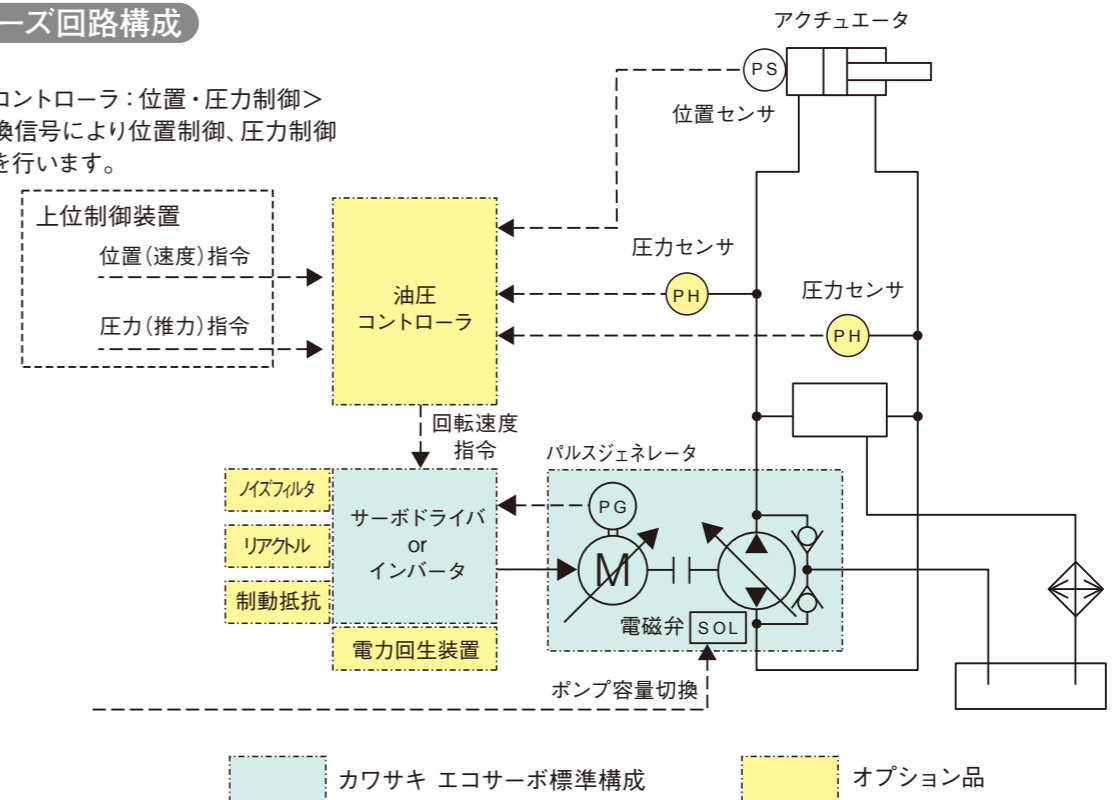 ーズ回路構成
アクチュエータ
PS
位置センサ
コントローラ：位置・圧力制御＞
換信号により位置制御、圧力制御
を行います。
上位制御装置
位置（速度）指令
圧力（推力）指令
油圧
コントローラ
圧力センサ
PH
圧力センサ
PH
回転速度
指令
パルスジェネレータ
ノイズフィルタ
リアクトル
制動抵抗
サーボドライバ
or
インバータ
電力回生装置
PG
M
電磁弁
SOL
ポンプ容量切換
カワサキ エコサーボ標準構成
オプション品